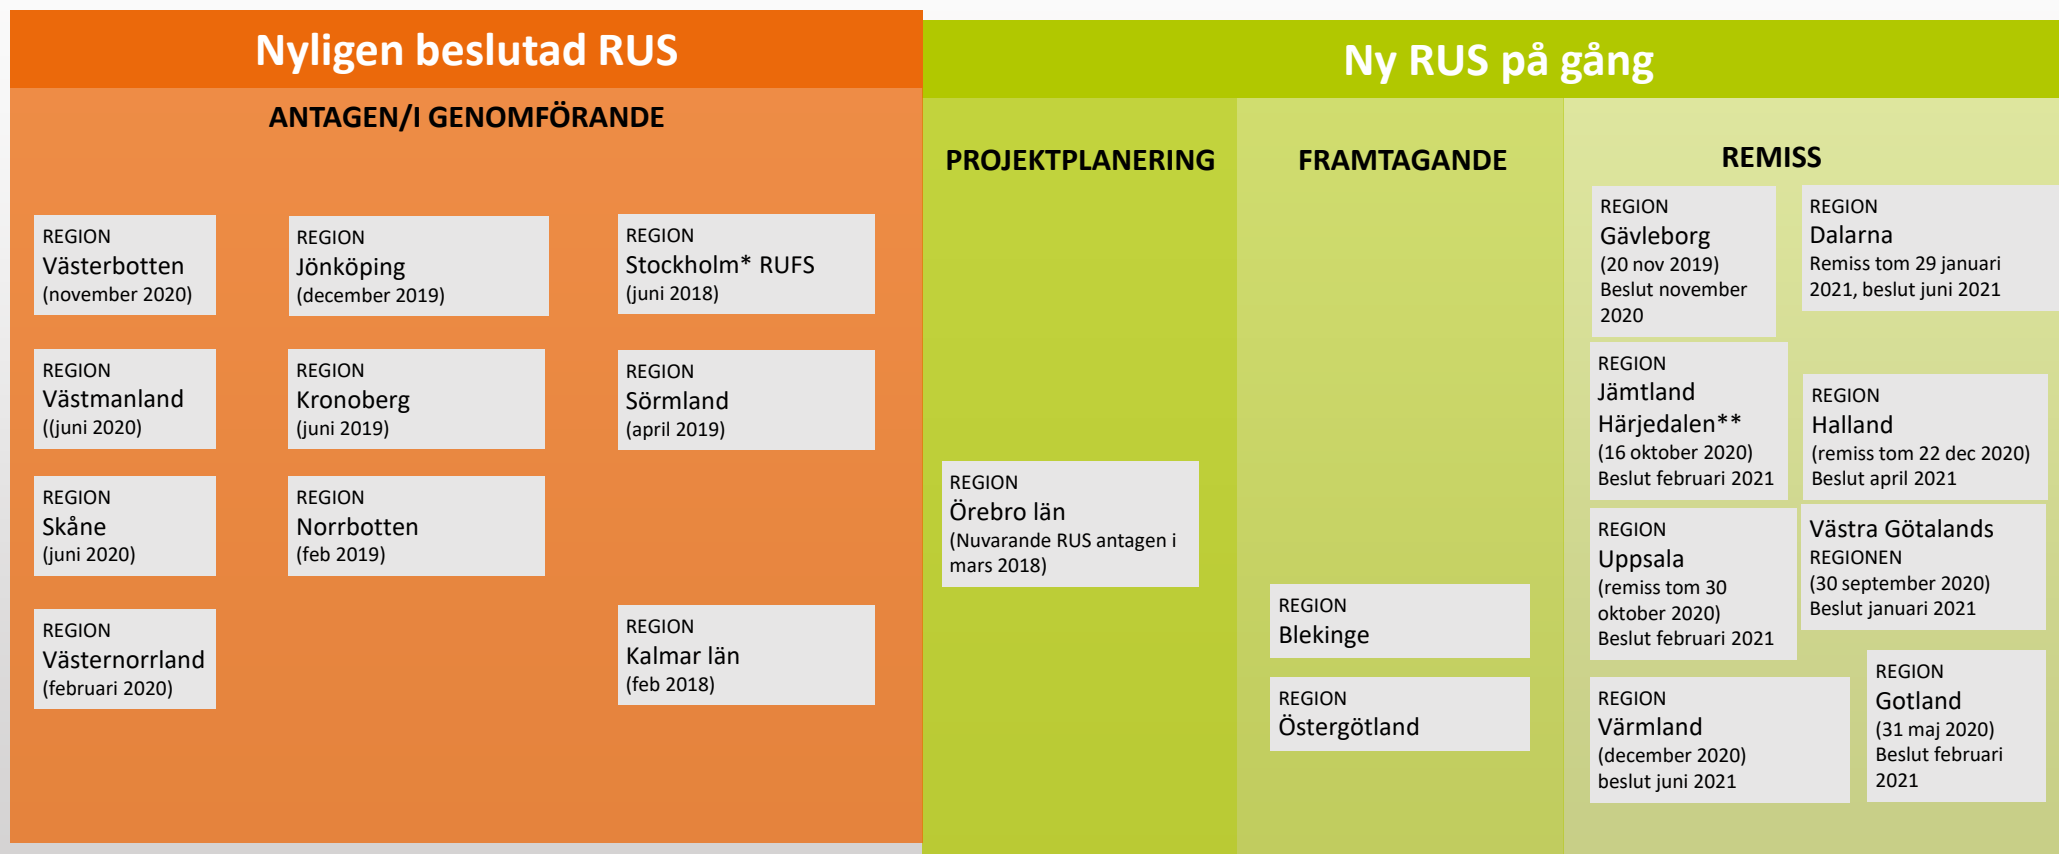 Nyligen beslutad RUS
ANTAGEN/I GENOMFÖRANDE
REGION
Västerbotten
(november 2020)
REGION
Jönköping
(december 2019)
REGION
Stockholm* RUFS
(juni 2018)
REGION
Västmanland
((juni 2020)
REGION
Kronoberg
(juni 2019)
REGION
Sörmland
(april 2019)
REGION
Skåne
(juni 2020)
REGION
Norrbotten
(feb 2019)
REGION
Västernorrland
(februari 2020)
REGION
Kalmar län
(feb 2018)
Ny RUS på gång
PROJEKTPLANERING
REGION
Örebro län
(Nuvarande RUS antagen i
mars 2018)
FRAMTAGANDE
REGION
Blekinge
REGION
Östergötland
REMISS
REGION
Gävleborg
(20 nov 2019)
Beslut november
2020
REGION
Dalarna
Remiss tom 29 januari
2021, beslut juni 2021
REGION
Jämtland
Härjedalen**
(16 oktober 2020)
Beslut februari 2021
REGION
Halland
(remiss tom 22 dec 2020)
Beslut april 2021
REGION
Uppsala
(remiss tom 30
oktober 2020)
Beslut februari 2021
Västra Götalands
REGIONEN
(30 september 2020)
Beslut januari 2021
REGION
Värmland
(december 2020)
beslut juni 2021
REGION
Gotland
(31 maj 2020)
Beslut februari
2021